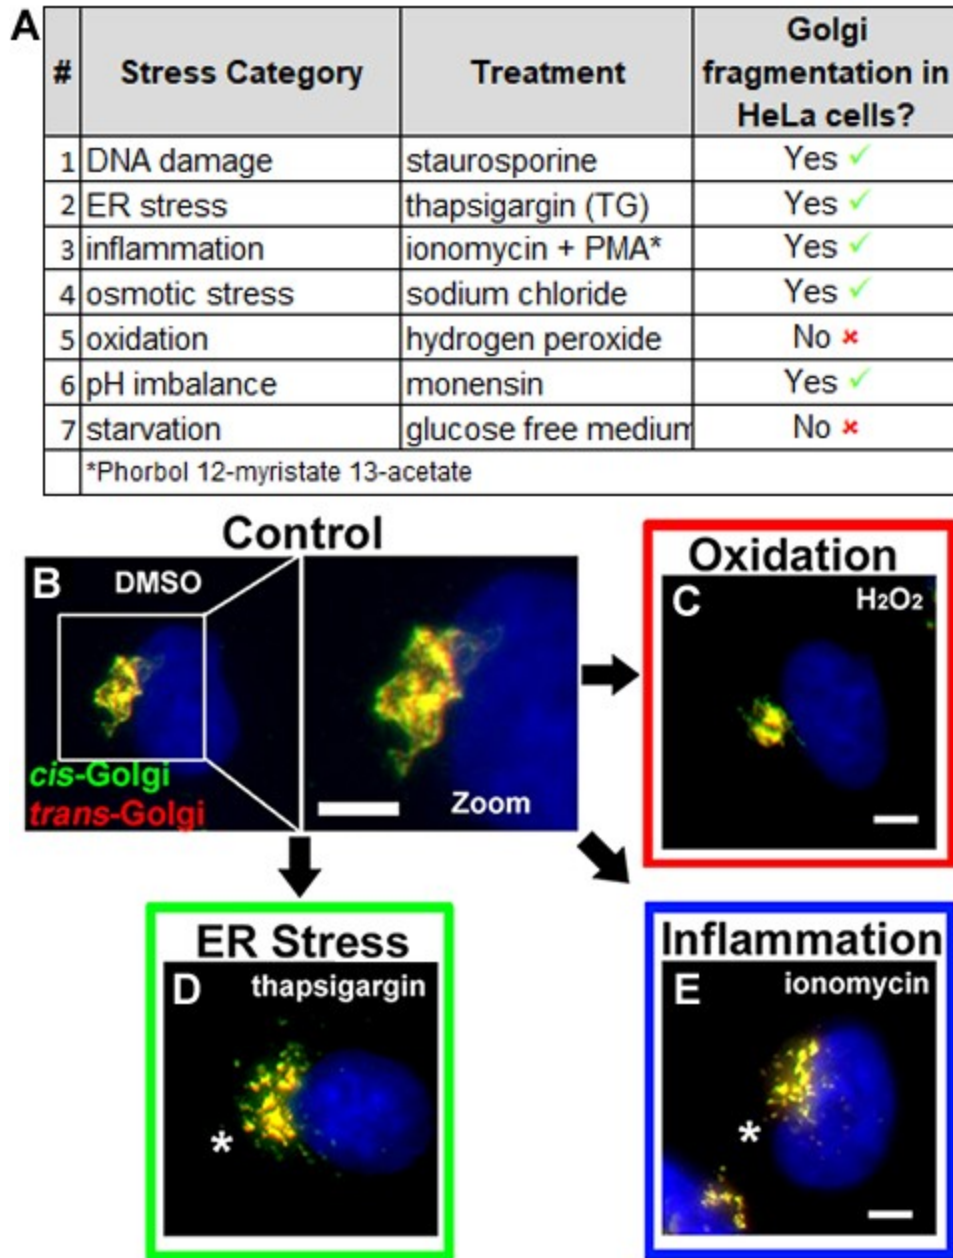 A
# Stress Category Treatment Golgi fragmentation in HeLa cells?
1 DNA damage staurosporine Yes ✓
2 ER stress thapsigargin (TG) Yes ✓
3 inflammation ionomycin + PMA* Yes ✓
4 osmotic stress sodium chloride Yes ✓
5 oxidation hydrogen peroxide No ×
6 pH imbalance monensin Yes ✓
7 starvation glucose free medium No ×
*Phorbol 12-myristate 13-acetate
Control
B DMSO
cis-Golgi
trans-Golgi
Zoom
Oxidation
C H2O2
ER Stress
D thapsigargin
*
Inflammation
E ionomycin
*